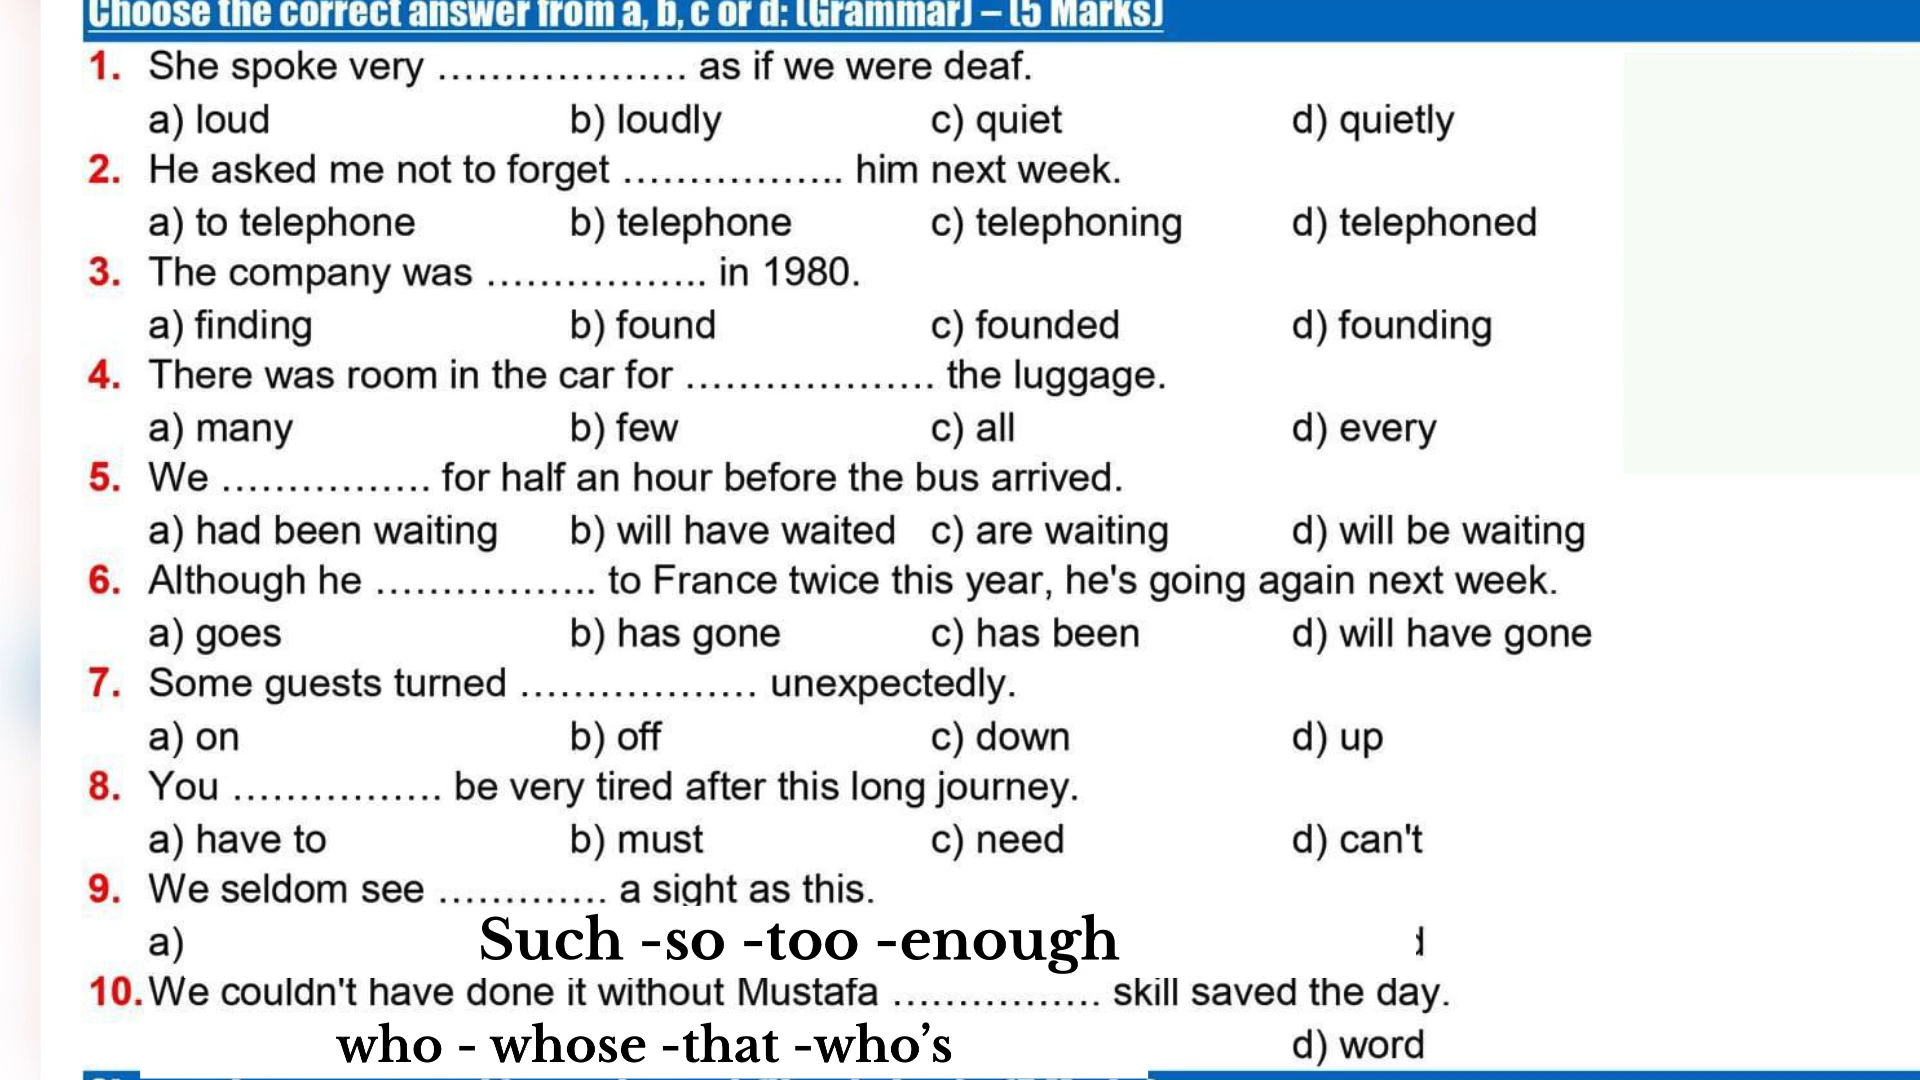 Choose the correct answer from a, b, c or d: (Grammar) – (5 Marks)
1. She spoke very ................... as if we were deaf.
a) loud b) loudly c) quiet d) quietly
2. He asked me not to forget ................. him next week.
a) to telephone b) telephone c) telephoning d) telephoned
3. The company was ................. in 1980.
a) finding b) found c) founded d) founding
4. There was room in the car for ................... the luggage.
a) many b) few c) all d) every
5. We ................ for half an hour before the bus arrived.
a) had been waiting b) will have waited c) are waiting d) will be waiting
6. Although he ................. to France twice this year, he's going again next week.
a) goes b) has gone c) has been d) will have gone
7. Some guests turned .................. unexpectedly.
a) on b) off c) down d) up
8. You ................ be very tired after this long journey.
a) have to b) must c) need d) can't
9. We seldom see ............. a sight as this.
a) Such -so -too -enough
10. We couldn't have done it without Mustafa ................ skill saved the day.
who - whose -that -who’s d) word